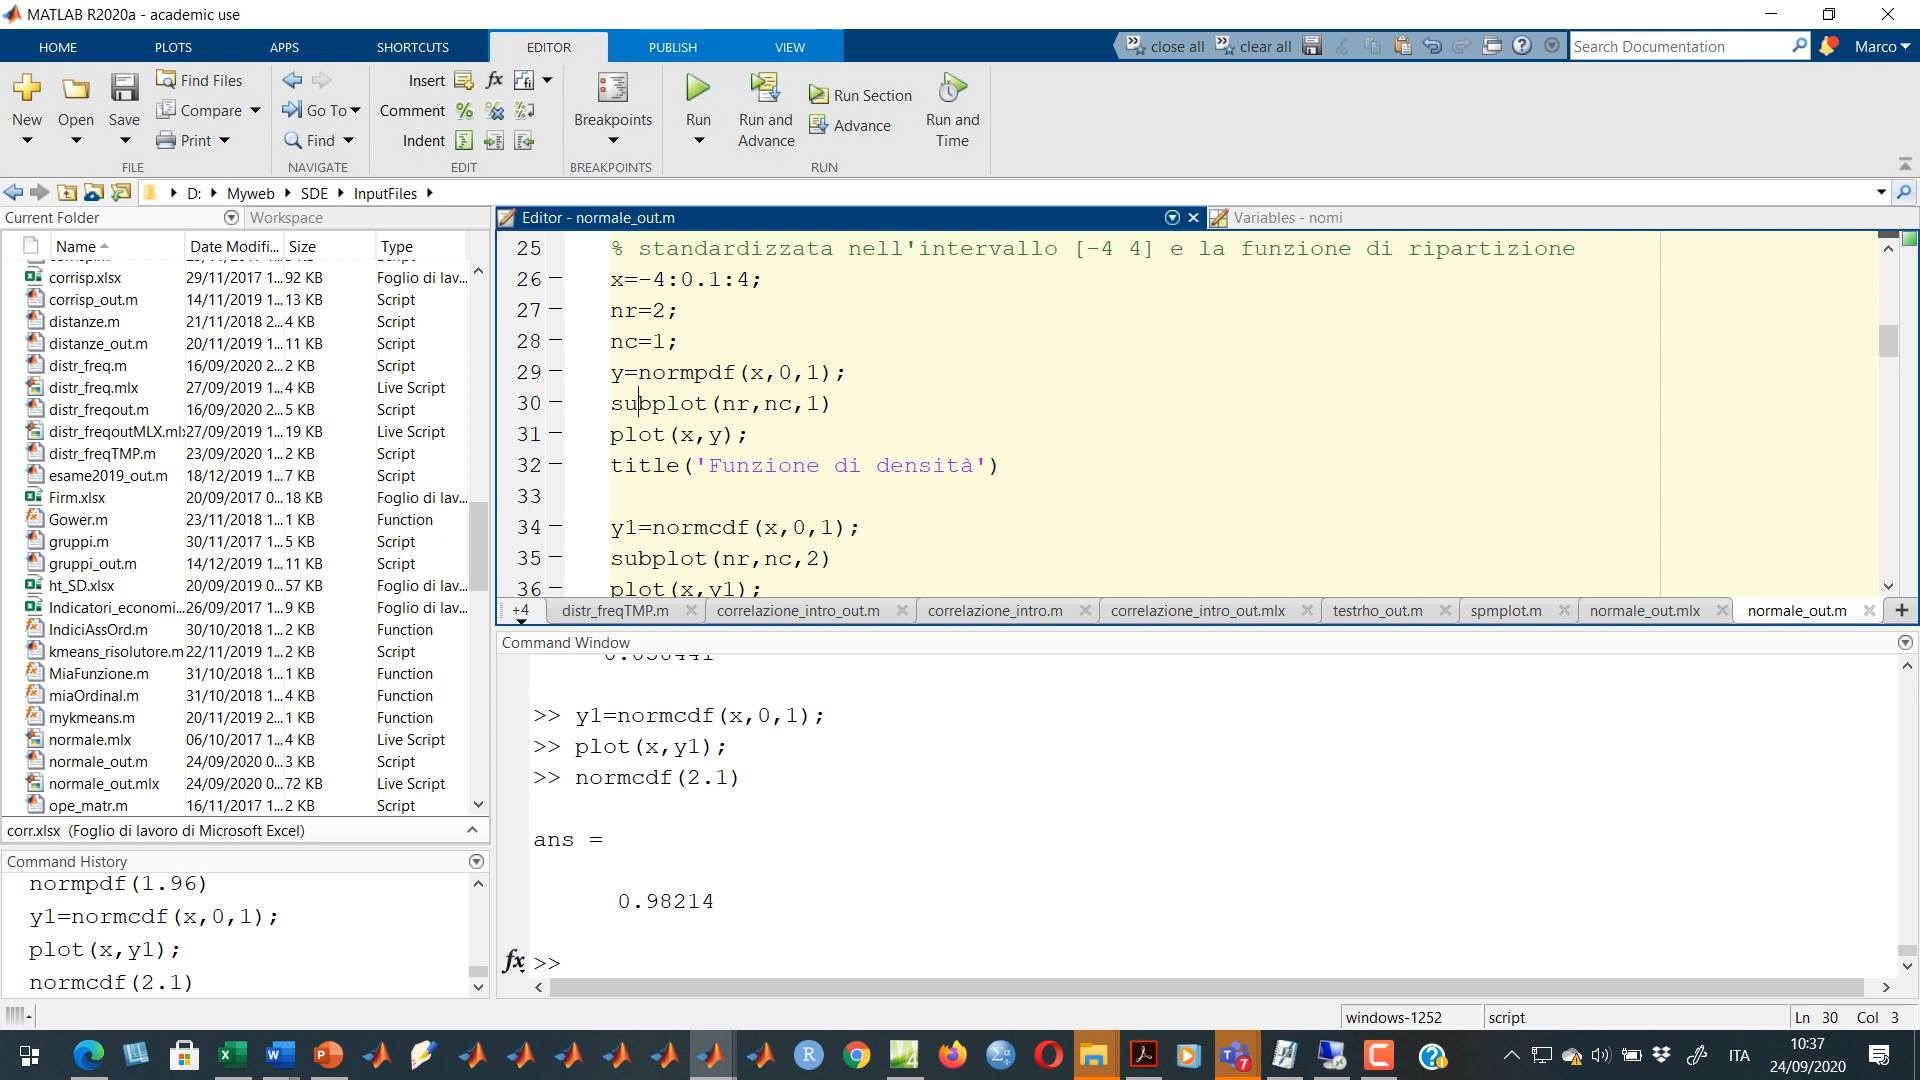 MATLAB R2020a - academic use
HOME PLOTS APPS SHORTCUTS EDITOR PUBLISH VIEW
close all clear all Search Documentation Marco
New Open Save Find Files Compare Print
Go To Find
Insert fx Comment Indent
Breakpoints
Run Run and Advance Run Section Advance Run and Time
FILE NAVIGATE EDIT BREAKPOINTS RUN
D: Myweb SDE InputFiles
Current Folder Workspace
Name Date Modifi... Size Type
corrisp.xlsx 29/11/2017 1... 92 KB Foglio di lav...
corrisp_out.m 14/11/2019 1... 13 KB Script
distanze.m 21/11/2018 2... 4 KB Script
distanze_out.m 20/11/2019 1... 11 KB Script
distr_freq.m 16/09/2020 2... 2 KB Script
distr_freq.mlx 27/09/2019 1... 4 KB Live Script
distr_freqout.m 16/09/2020 2... 5 KB Script
distr_freqoutMLX.ml 27/09/2019 1... 19 KB Live Script
distr_freqTMP.m 23/09/2020 1... 2 KB Script
esame2019_out.m 18/12/2019 1... 7 KB Script
Firm.xlsx 20/09/2017 0... 18 KB Foglio di lav...
Gower.m 23/11/2018 1... 1 KB Function
gruppi.m 30/11/2017 1... 5 KB Script
gruppi_out.m 14/12/2019 1... 11 KB Script
ht_SD.xlsx 20/09/2019 0... 57 KB Foglio di lav...
Indicatori_economi... 26/09/2017 1... 9 KB Foglio di lav...
IndiciAssOrd.m 30/10/2018 1... 2 KB Function
kmeans_risolutore.m 22/11/2019 1... 2 KB Script
MiaFunzione.m 31/10/2018 1... 1 KB Function
miaOrdinal.m 31/10/2018 1... 4 KB Function
mykmeans.m 20/11/2019 2... 1 KB Function
normale.mlx 06/10/2017 1... 4 KB Live Script
normale_out.m 24/09/2020 0... 3 KB Script
normale_out.mlx 24/09/2020 0... 72 KB Live Script
ope_matr.m 16/11/2017 1... 2 KB Script
corr.xlsx (Foglio di lavoro di Microsoft Excel)
Command History
normpdf(1.96)
y1=normcdf(x,0,1);
plot(x,y1);
normcdf(2.1)
Editor - normale_out.m Variables - nomi
25 % standardizzata nell'intervallo [-4 4] e la funzione di ripartizione
26 x=-4:0.1:4;
27 nr=2;
28 nc=1;
29 y=normpdf(x,0,1);
30 subplot(nr,nc,1)
31 plot(x,y);
32 title('Funzione di densità')
33
34 y1=normcdf(x,0,1);
35 subplot(nr,nc,2)
36 plot(x,y1);
+4 distr_freqTMP.m correlazione_intro_out.m correlazione_intro.m correlazione_intro_out.mlx testrho_out.m spmplot.m normale_out.mlx normale_out.m
Command Window
0.058441
>> y1=normcdf(x,0,1);
>> plot(x,y1);
>> normcdf(2.1)
ans =
0.98214
fx >>
windows-1252 script Ln 30 Col 3
ITA 10:37
24/09/2020